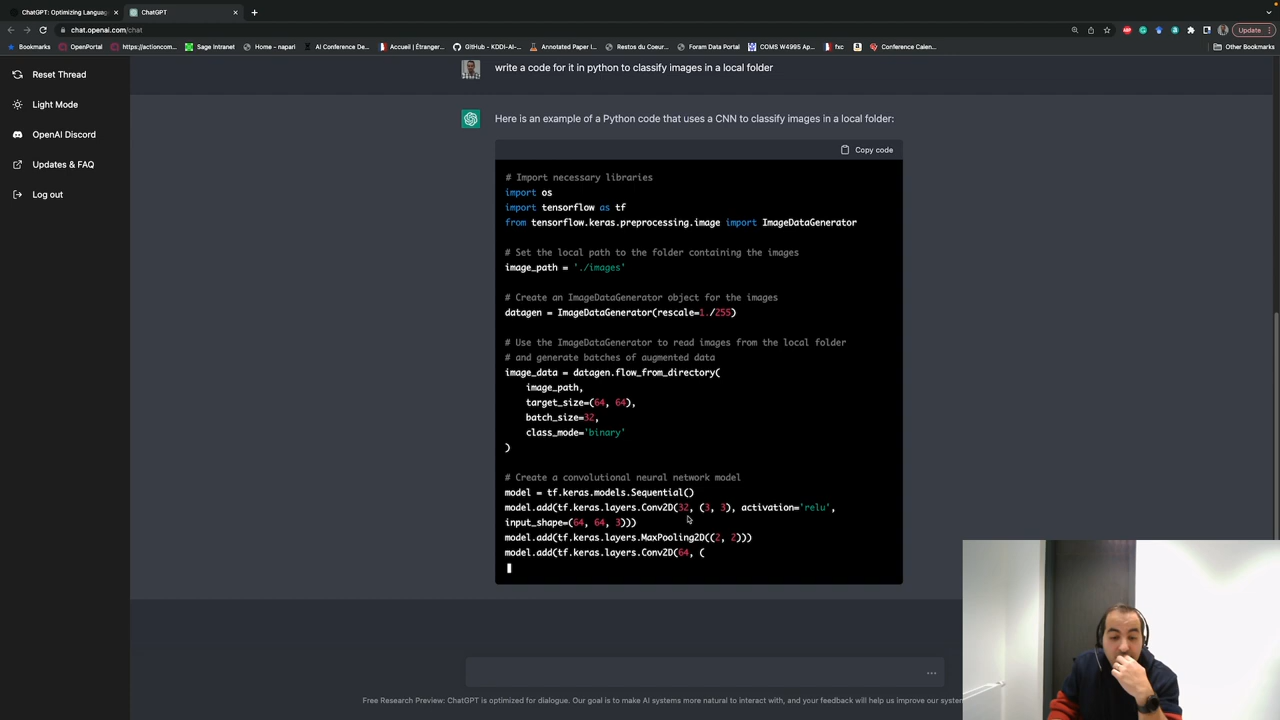 ChatGPT: Optimizing Langua
ChatGPT
chat.openai.com/chat
Update
Bookmarks
OpenPortal
https://actioncom...
Sage Intranet
Home - napari
AI Conference De...
Accueil | Étranger...
GitHub - KDDI-AI-...
Annotated Paper I...
Restos du Coeur...
Foram Data Portal
COMS W4995 Ap...
fxc
Conference Calen...
Other Bookmarks
Reset Thread
Light Mode
OpenAI Discord
Updates & FAQ
Log out
write a code for it in python to classify images in a local folder
Here is an example of a Python code that uses a CNN to classify images in a local folder:
Copy code
# Import necessary libraries
import os
import tensorflow as tf
from tensorflow.keras.preprocessing.image import ImageDataGenerator
# Set the local path to the folder containing the images
image_path = './images'
# Create an ImageDataGenerator object for the images
datagen = ImageDataGenerator(rescale=1./255)
# Use the ImageDataGenerator to read images from the local folder
# and generate batches of augmented data
image_data = datagen.flow_from_directory(
image_path,
target_size=(64, 64),
batch_size=32,
class_mode='binary'
)
# Create a convolutional neural network model
model = tf.keras.models.Sequential()
model.add(tf.keras.layers.Conv2D(32, (3, 3), activation='relu',
input_shape=(64, 64, 3)))
model.add(tf.keras.layers.MaxPooling2D((2, 2)))
model.add(tf.keras.layers.Conv2D(64, (
Free Research Preview: ChatGPT is optimized for dialogue. Our goal is to make AI systems more natural to interact with, and your feedback will help us improve our system